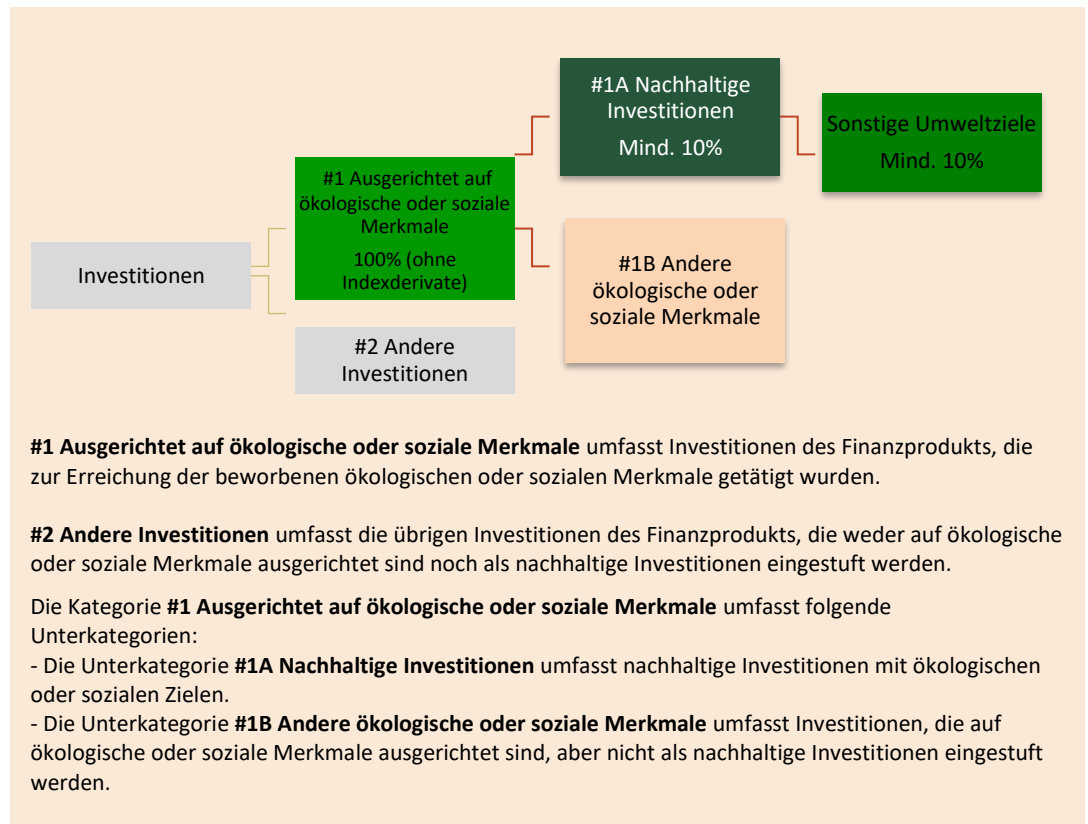 #1A Nachhaltige
Investitionen
Mind. 10%
Sonstige Umweltziele
Mind. 10%
#1 Ausgerichtet auf
ökologische oder soziale
Merkmale
100% (ohne
Indexderivate)
Investitionen
#1B Andere
ökologische oder
soziale Merkmale
#2 Andere
Investitionen
#1 Ausgerichtet auf ökologische oder soziale Merkmale umfasst Investitionen des Finanzprodukts, die
zur Erreichung der beworbenen ökologischen oder sozialen Merkmale getätigt wurden.
#2 Andere Investitionen umfasst die übrigen Investitionen des Finanzprodukts, die weder auf ökologische
oder soziale Merkmale ausgerichtet sind noch als nachhaltige Investitionen eingestuft werden.
Die Kategorie #1 Ausgerichtet auf ökologische oder soziale Merkmale umfasst folgende
Unterkategorien:
- Die Unterkategorie #1A Nachhaltige Investitionen umfasst nachhaltige Investitionen mit ökologischen
oder sozialen Zielen.
- Die Unterkategorie #1B Andere ökologische oder soziale Merkmale umfasst Investitionen, die auf
ökologische oder soziale Merkmale ausgerichtet sind, aber nicht als nachhaltige Investitionen eingestuft
werden.